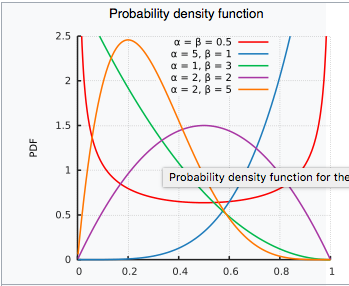 Probability density function
2.5
α = β = 0.5
α = 5, β = 1
α = 1, β = 3
α = 2, β = 2
α = 2, β = 5
2
1.5
PDF
1
Probability density function for the
0.5
0
0 0.2 0.4 0.6 0.8 1